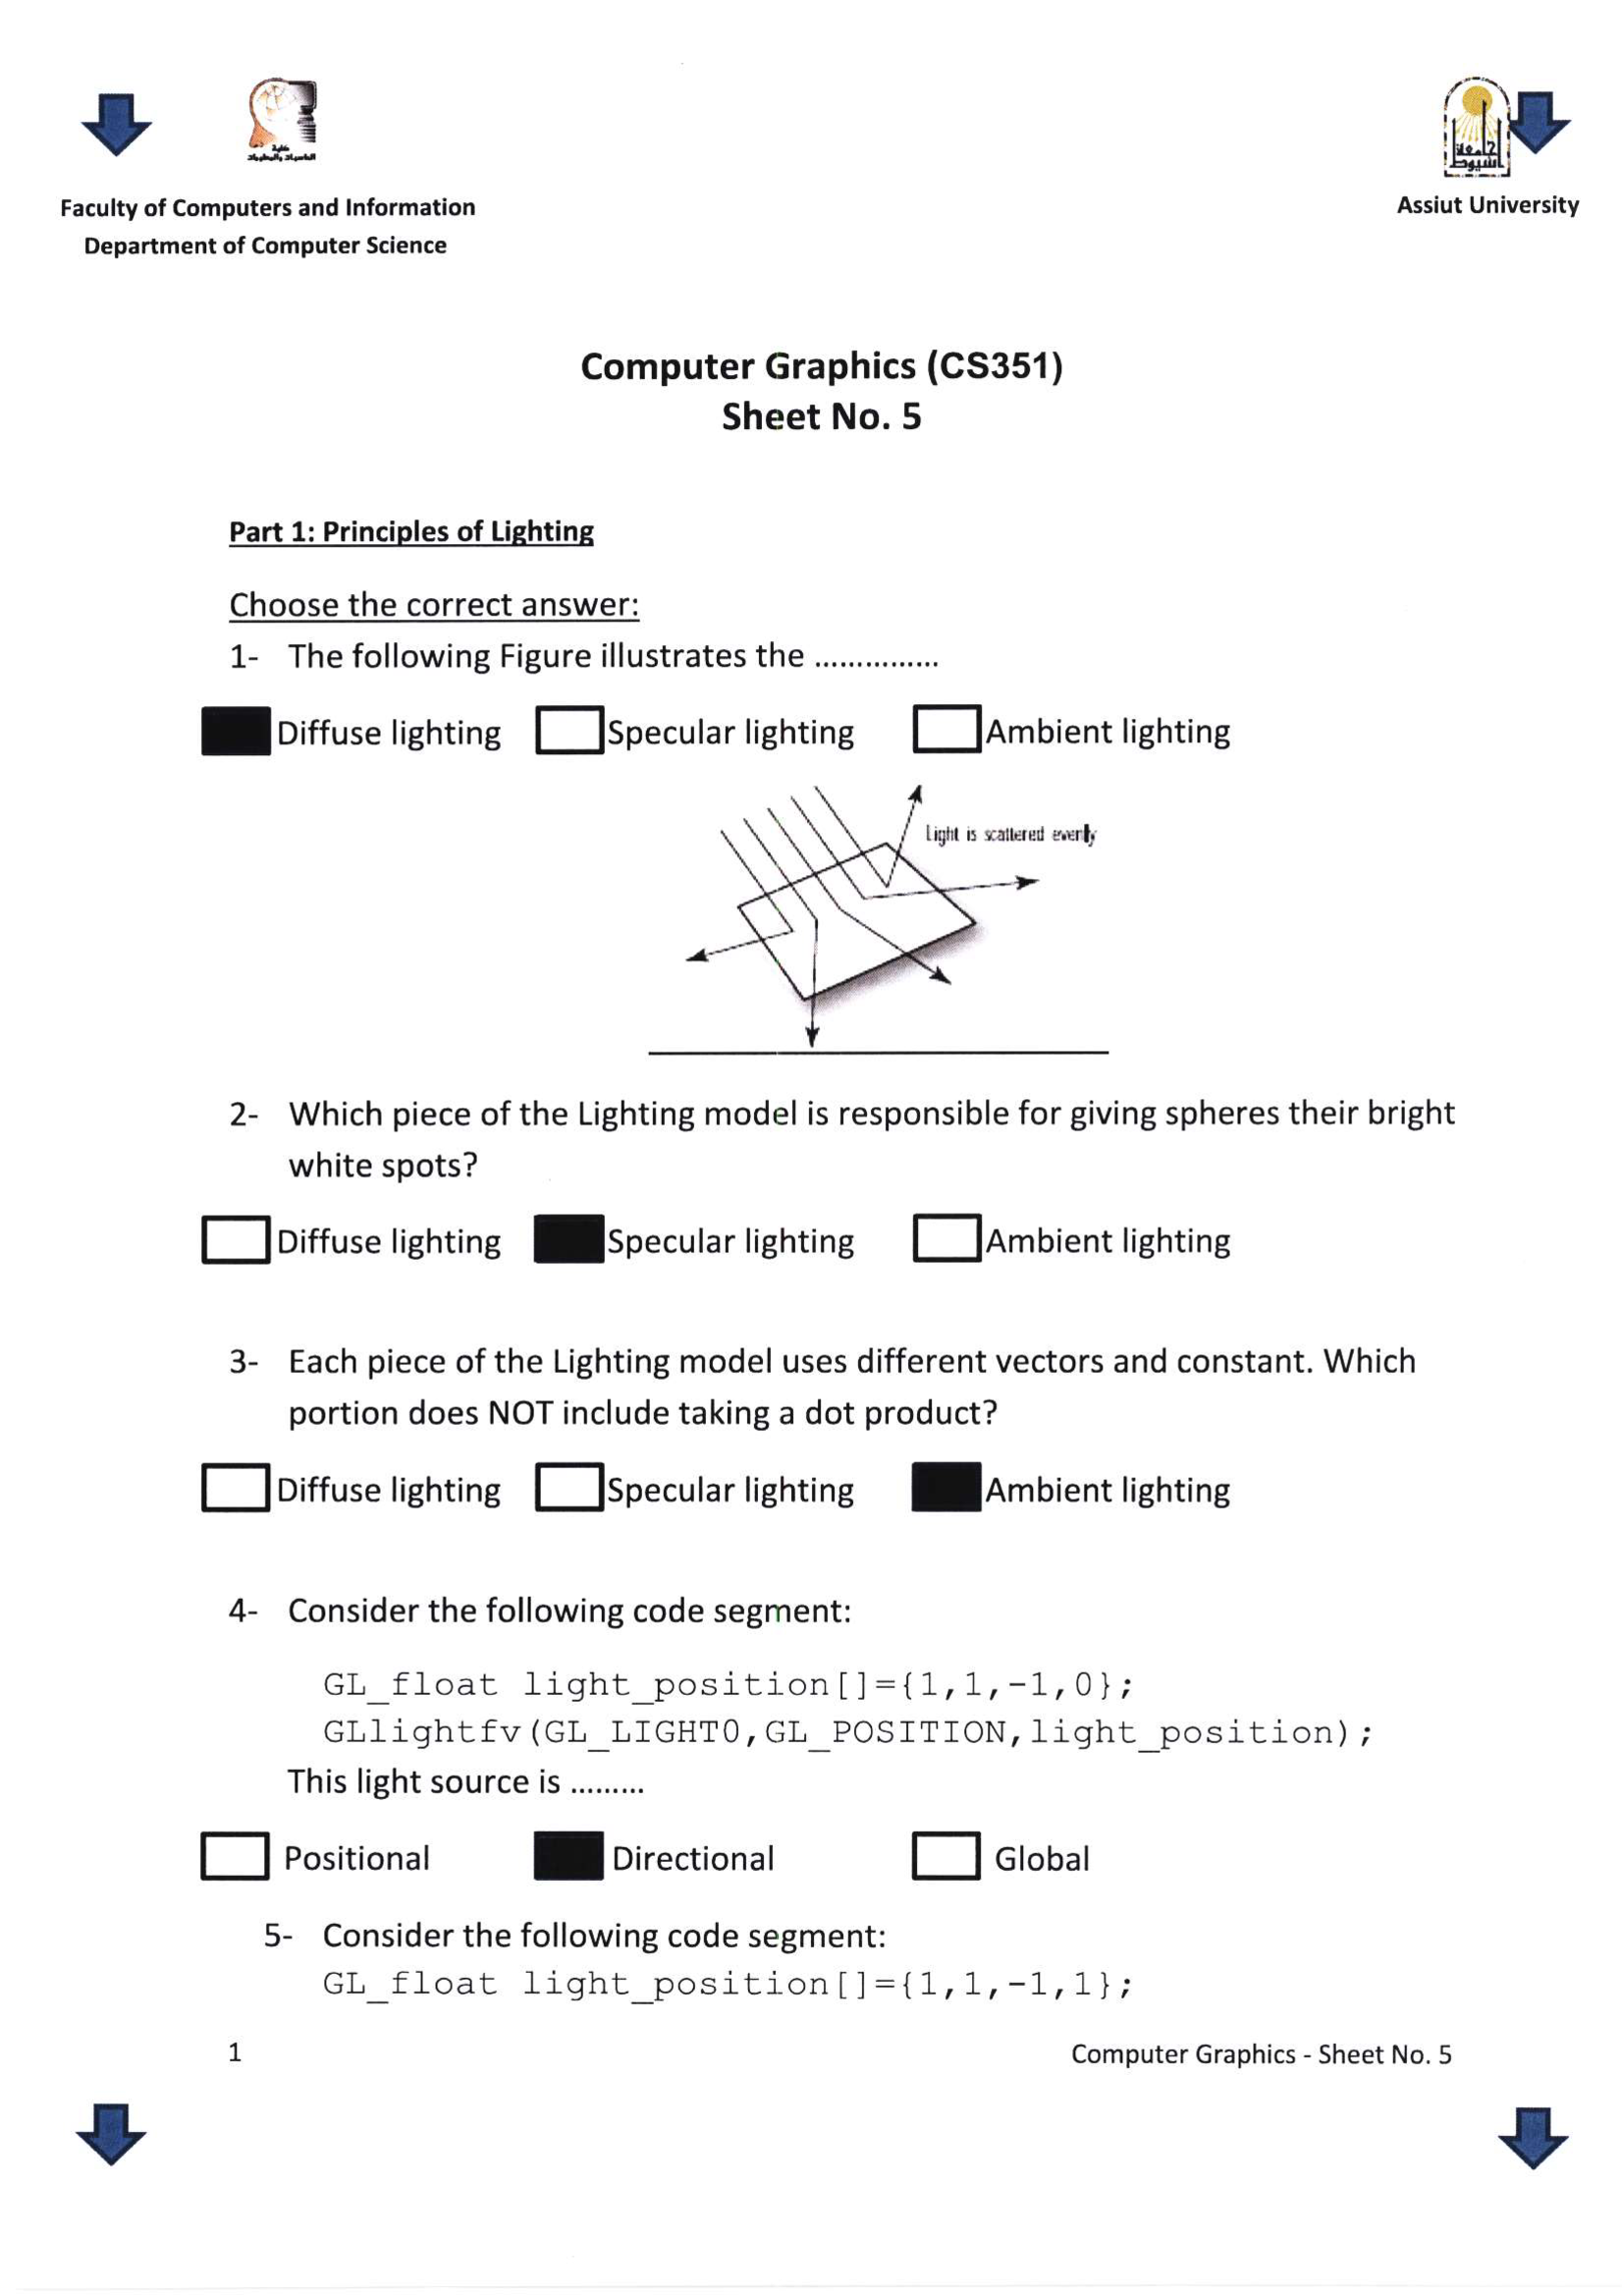 كلية
الحاسبات والمعلومات
جامعة
أسيوط
Faculty of Computers and Information
Department of Computer Science
Assiut University
Computer Graphics (CS351)
Sheet No. 5
Part 1: Principles of Lighting
Choose the correct answer:
1- The following Figure illustrates the ...............
Diffuse lighting Specular lighting Ambient lighting
Light is scattered evenly
2- Which piece of the Lighting model is responsible for giving spheres their bright
white spots?
Diffuse lighting Specular lighting Ambient lighting
3- Each piece of the Lighting model uses different vectors and constant. Which
portion does NOT include taking a dot product?
Diffuse lighting Specular lighting Ambient lighting
4- Consider the following code segment:
GL_float light_position[]={1,1,-1,0};
GLlightfv(GL_LIGHT0,GL_POSITION,light_position);
This light source is .........
Positional Directional Global
5- Consider the following code segment:
GL_float light_position[]={1,1,-1,1};
1 Computer Graphics - Sheet No. 5